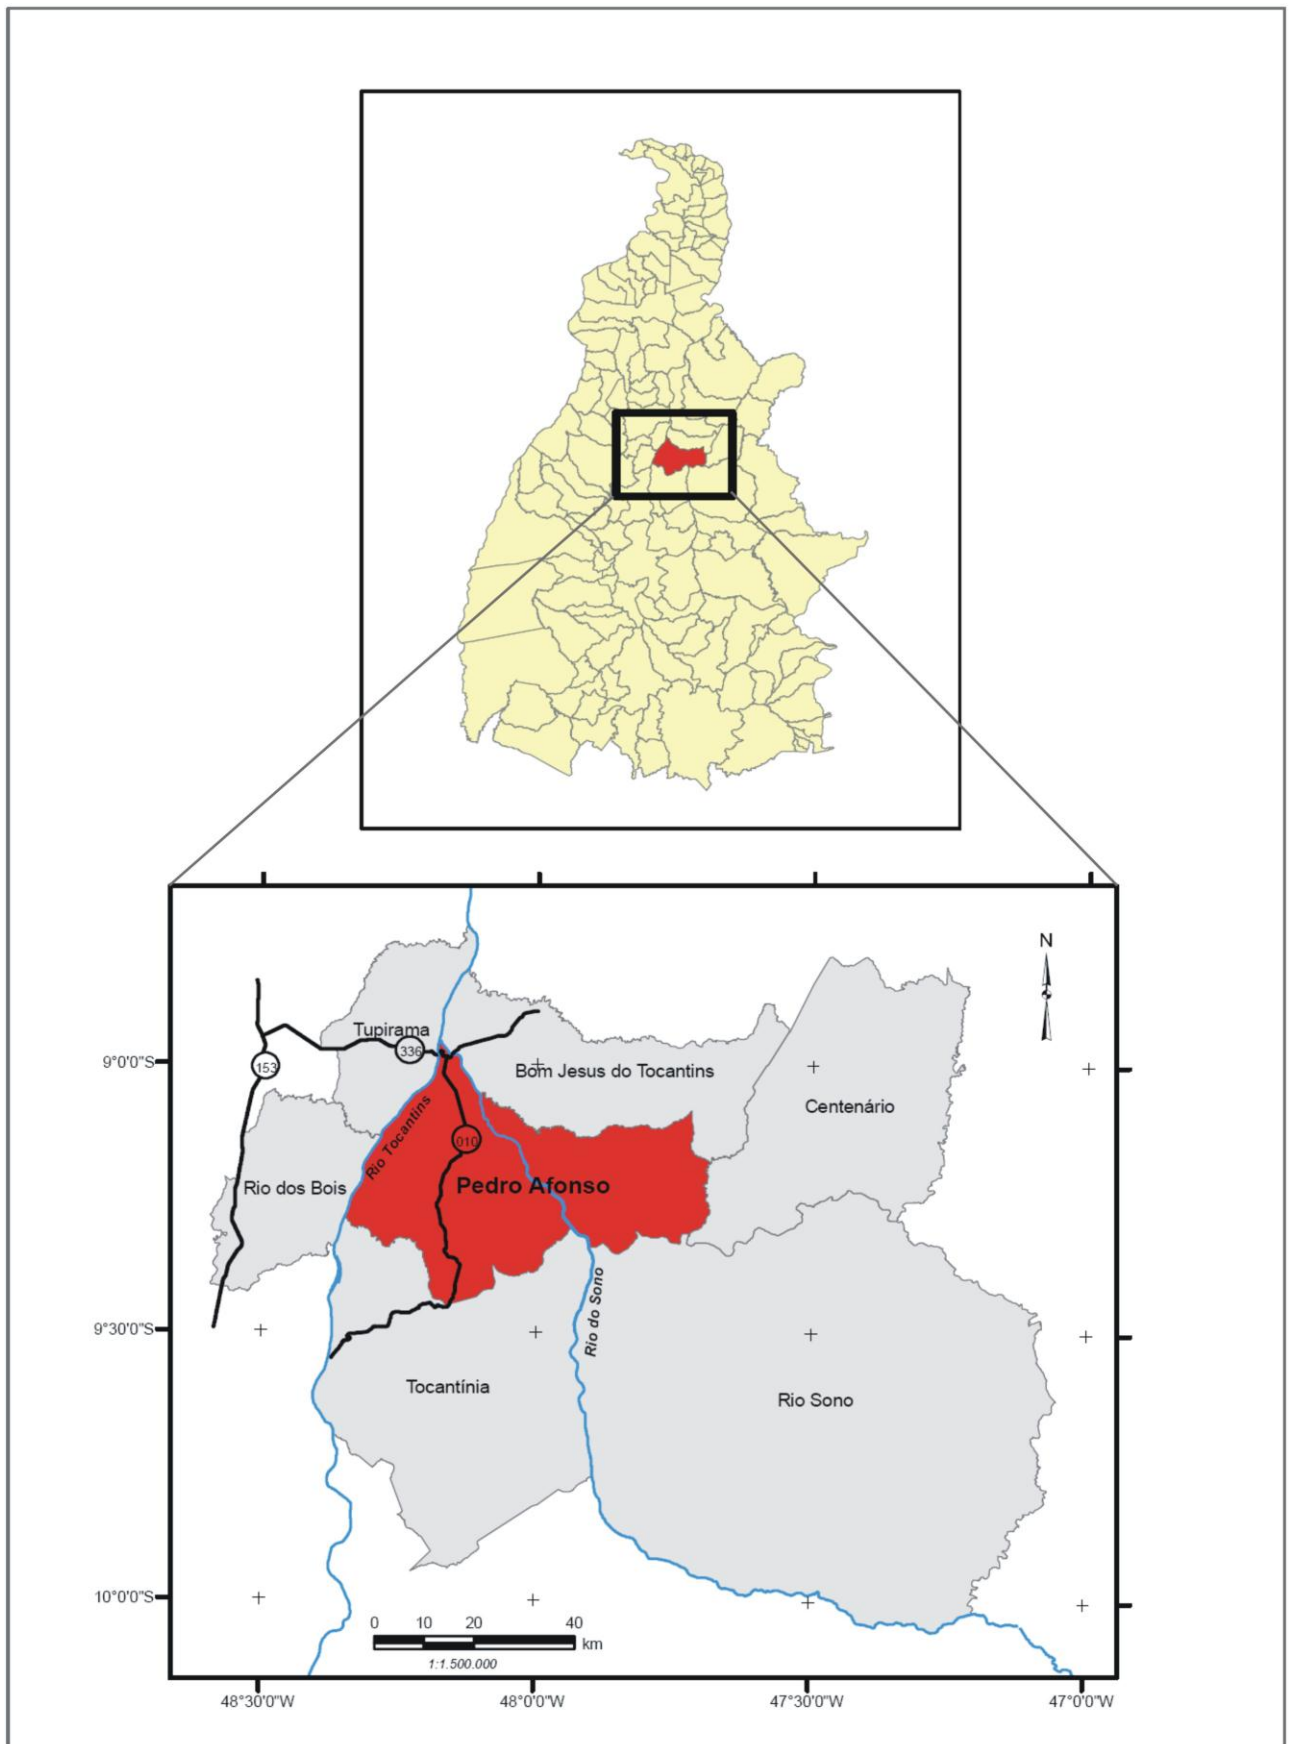 N
Tupirama
336
153
9°0'0"S
Bom Jesus do Tocantins
Centenário
Rio Tocantins
010
Rio dos Bois
Pedro Afonso
Rio do Sono
9°30'0"S
Tocantínia
Rio Sono
10°0'0"S
0 10 20 40
km
1:1.500.000
48°30'0"W 48°0'0"W 47°30'0"W 47°0'0"W